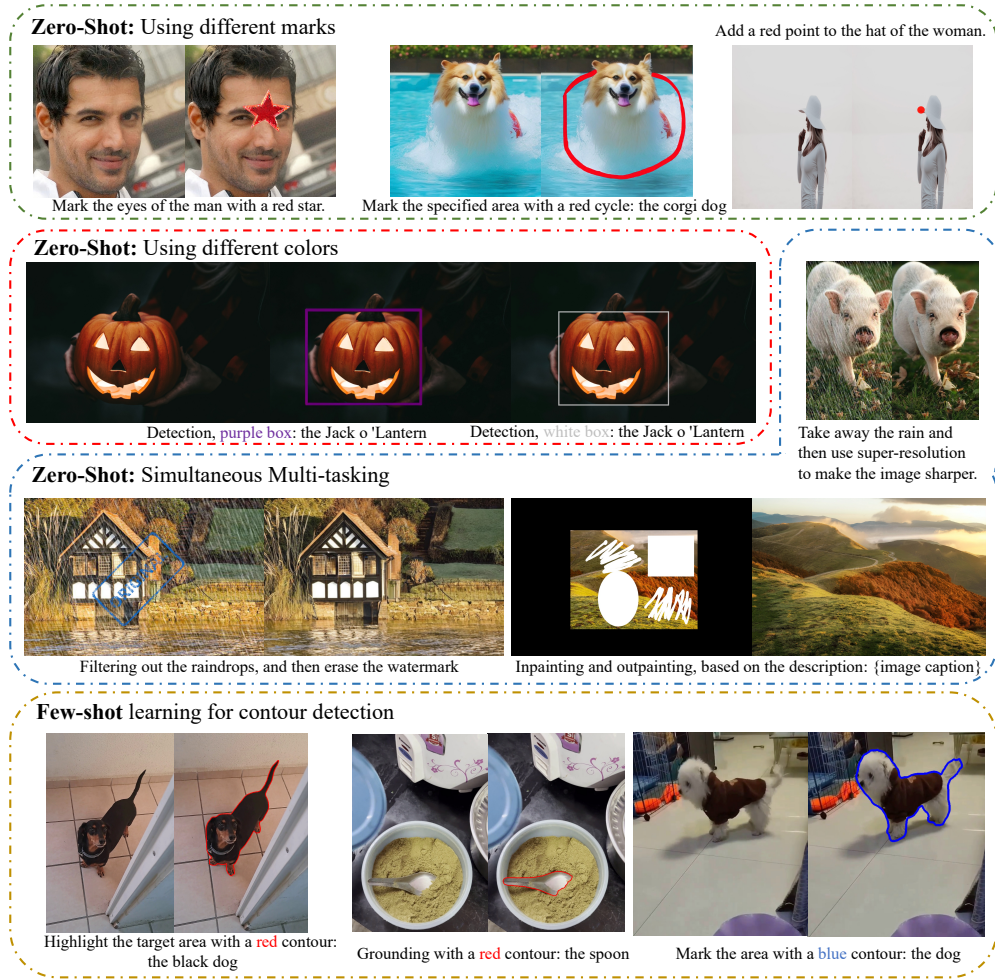 Zero-Shot: Using different marks
Add a red point to the hat of the woman.
Mark the eyes of the man with a red star.
Mark the specified area with a red cycle: the corgi dog
Zero-Shot: Using different colors
Detection, purple box: the Jack o 'Lantern
Detection, white box: the Jack o 'Lantern
Take away the rain and
then use super-resolution
to make the image sharper.
Zero-Shot: Simultaneous Multi-tasking
Filtering out the raindrops, and then erase the watermark
Inpainting and outpainting, based on the description: {image caption}
Few-shot learning for contour detection
Highlight the target area with a red contour:
the black dog
Grounding with a red contour: the spoon
Mark the area with a blue contour: the dog